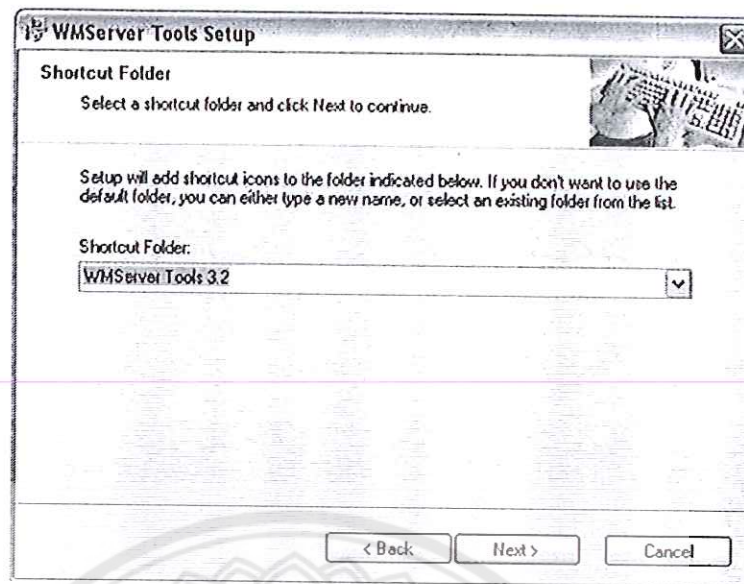 WMServer Tools Setup
Shortcut Folder
Select a shortcut folder and click Next to continue.
Setup will add shortcut icons to the folder indicated below. If you don't want to use the
default folder, you can either type a new name, or select an existing folder from the list.
Shortcut Folder:
WMServer Tools 3.2
< Back
Next >
Cancel